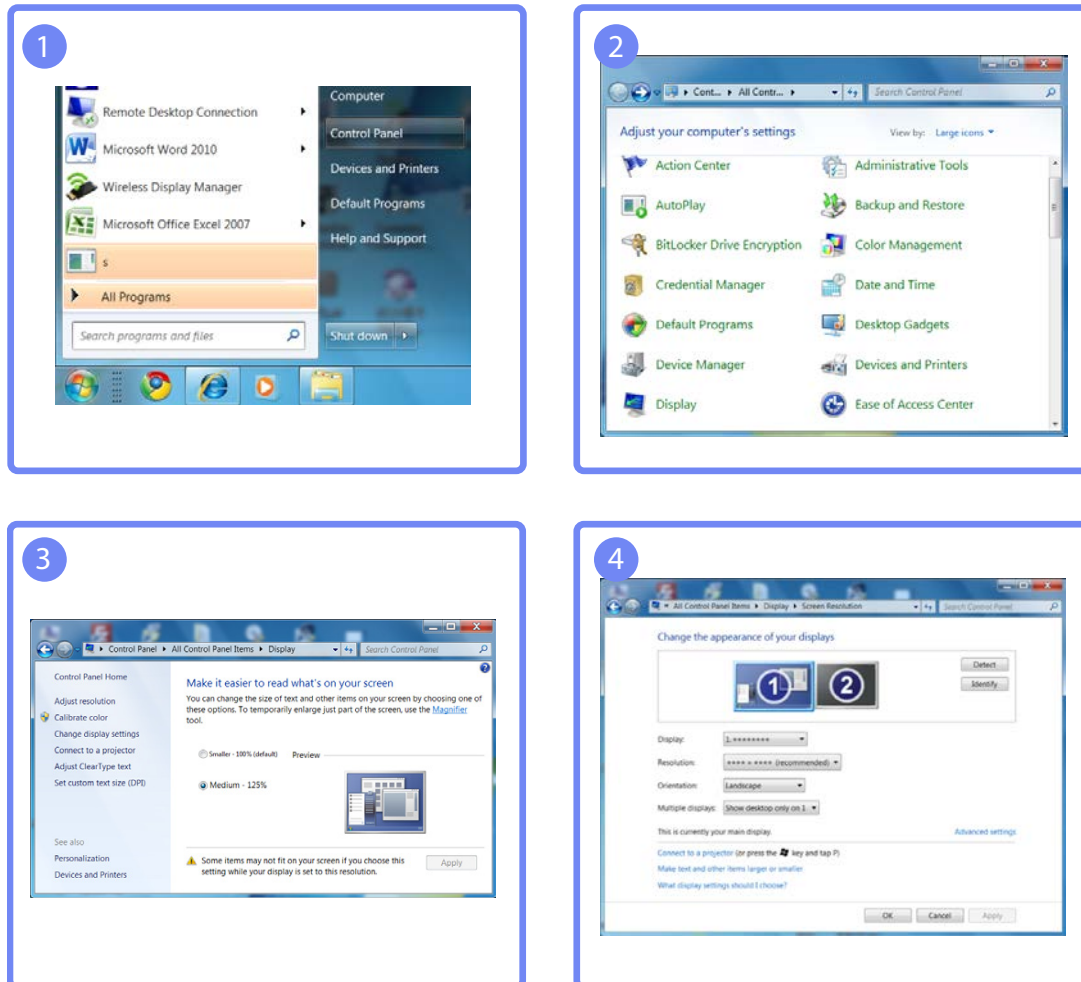 1
Remote Desktop Connection
Microsoft Word 2010
Wireless Display Manager
Microsoft Office Excel 2007
s
All Programs
Search programs and files
Computer
Control Panel
Devices and Printers
Default Programs
Help and Support
Shut down
2
Cont... All Contr...
Search Control Panel
Adjust your computer's settings
View by: Large icons
Action Center
Administrative Tools
AutoPlay
Backup and Restore
BitLocker Drive Encryption
Color Management
Credential Manager
Date and Time
Default Programs
Desktop Gadgets
Device Manager
Devices and Printers
Display
Ease of Access Center
3
Control Panel All Control Panel Items Display
Search Control Panel
Control Panel Home
Adjust resolution
Calibrate color
Change display settings
Connect to a projector
Adjust ClearType text
Set custom text size (DPI)
See also
Personalization
Devices and Printers
Make it easier to read what's on your screen
You can change the size of text and other items on your screen by choosing one of
these options. To temporarily enlarge just part of the screen, use the Magnifier
tool.
Smaller - 100% (default) Preview
Medium - 125%
Some items may not fit on your screen if you choose this
setting while your display is set to this resolution.
Apply
4
All Control Panel Items Display Screen Resolution
Search Control Panel
Change the appearance of your displays
1 2
Detect
Identify
Display: 1. ********
Resolution: **** × **** (recommended)
Orientation: Landscape
Multiple displays: Show desktop only on 1
This is currently your main display.
Advanced settings
Connect to a projector (or press the key and tap P)
Make text and other items larger or smaller
What display settings should I choose?
OK Cancel Apply